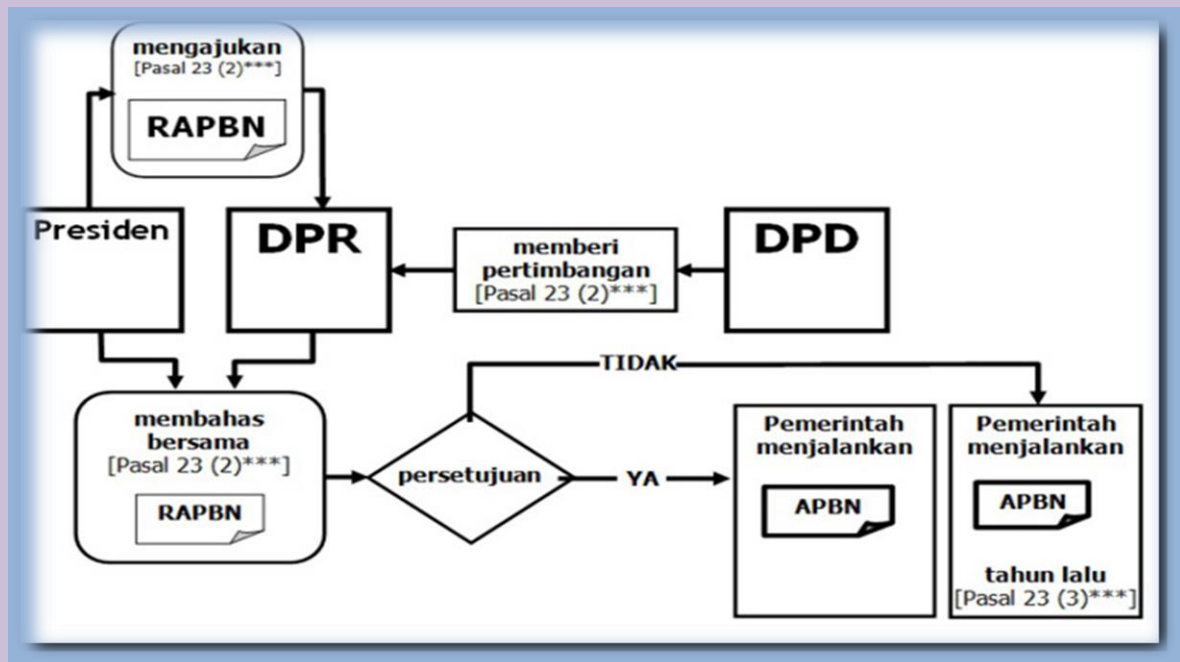 mengajukan
[Pasal 23 (2)***]
RAPBN
Presiden
DPR
memberi
pertimbangan
[Pasal 23 (2)***]
DPD
membahas
bersama
[Pasal 23 (2)***]
RAPBN
persetujuan
TIDAK
YA
Pemerintah
menjalankan
APBN
Pemerintah
menjalankan
APBN
tahun lalu
[Pasal 23 (3)***]